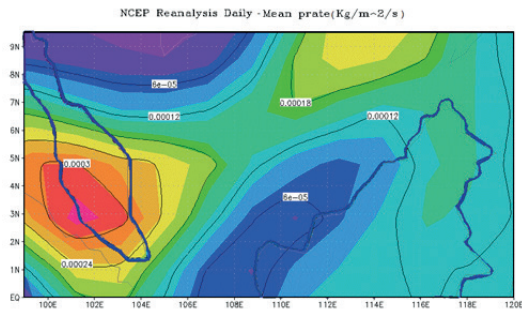 NCEP Reanalysis Daily-Mean prate(Kg/m^2/s)
9N
8N
6e-05
7N
0.00018
0.00012
0.00012
6N
5N
0.0003
4N
6e-05
3N
2N
1N
0.00024
EQ
100E 102E 104E 106E 108E 110E 112E 114E 116E 118E 120E